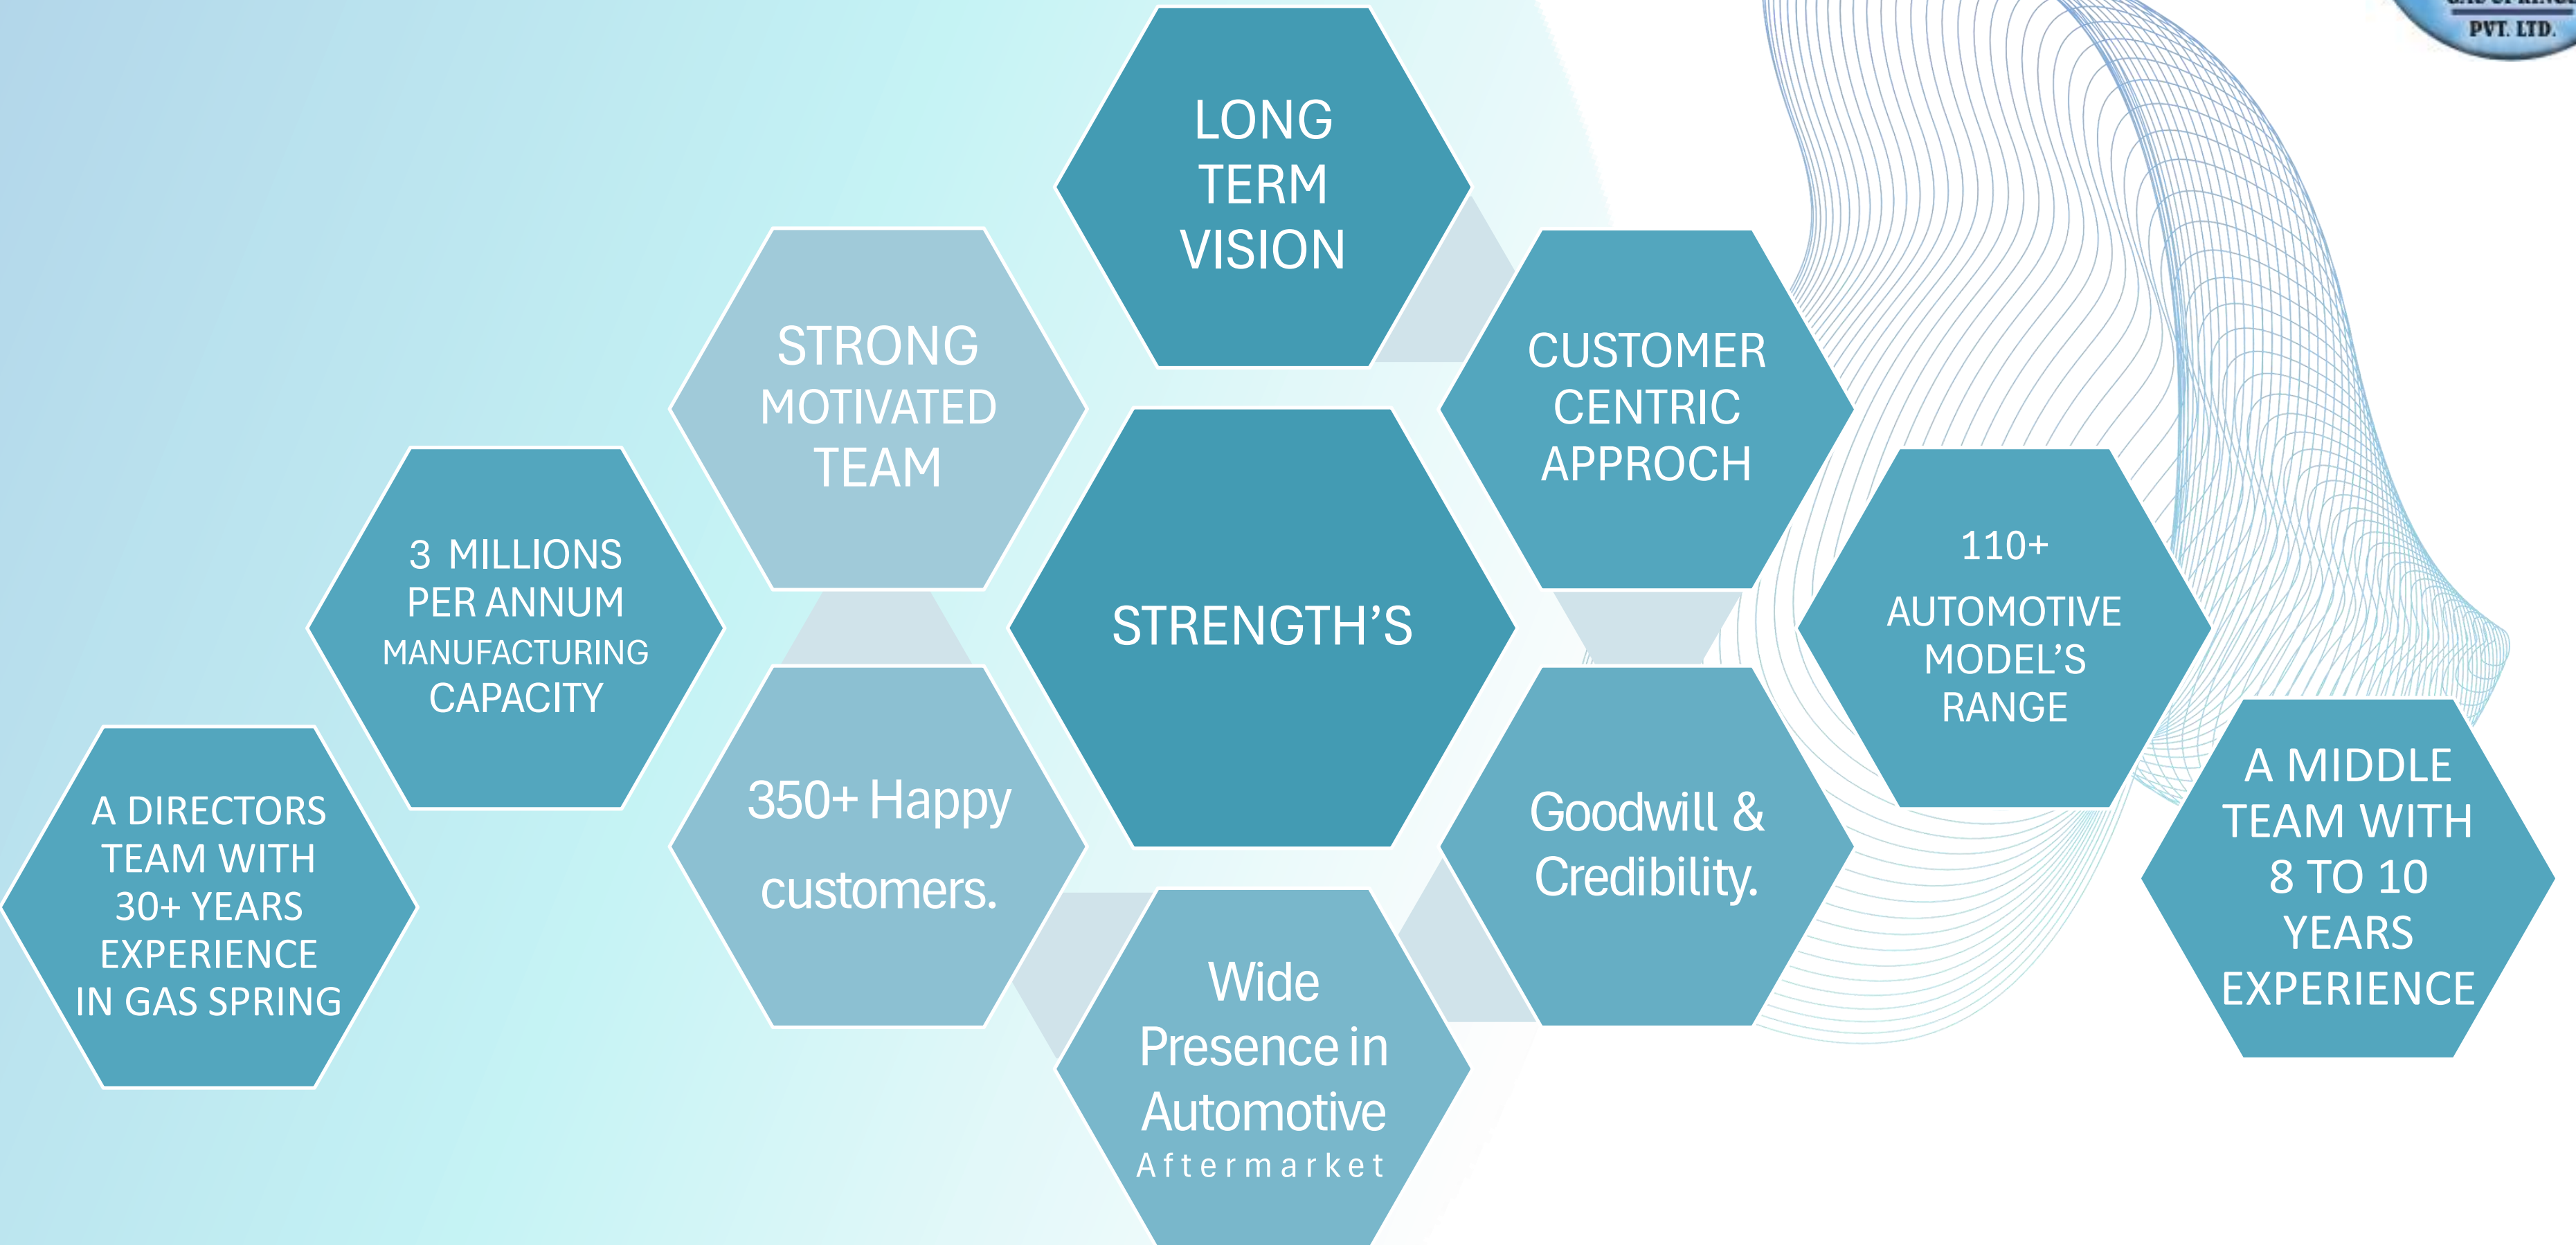 PVT. LTD.
LONG
TERM
VISION
STRONG
MOTIVATED
TEAM
CUSTOMER
CENTRIC
APPROCH
3 MILLIONS
PER ANNUM
MANUFACTURING
CAPACITY
STRENGTH’S
110+
AUTOMOTIVE
MODEL’S
RANGE
A DIRECTORS
TEAM WITH
30+ YEARS
EXPERIENCE
IN GAS SPRING
350+ Happy
customers.
Goodwill &
Credibility.
A MIDDLE
TEAM WITH
8 TO 10
YEARS
EXPERIENCE
Wide
Presence in
Automotive
Aftermarket